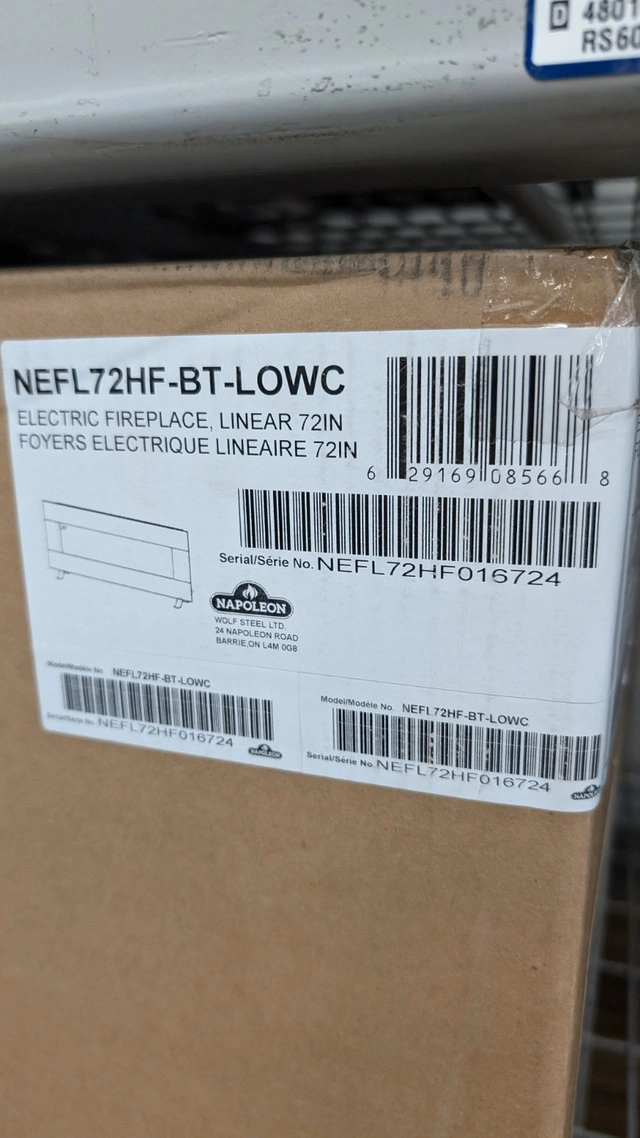 D 4801
RS60
NEFL72HF-BT-LOWC
ELECTRIC FIREPLACE, LINEAR 72IN
FOYERS ELECTRIQUE LINEAIRE 72IN
6 29169 08566 8
Serial/Série No. NEFL72HF016724
NAPOLEON
WOLF STEEL LTD.
24 NAPOLEON ROAD
BARRIE,ON L4M 0G8
Model/Modèle No. NEFL72HF-BT-LOWC
Serial/Série No. NEFL72HF016724
NAPOLEON
Model/Modèle No. NEFL72HF-BT-LOWC
Serial/Série No. NEFL72HF016724